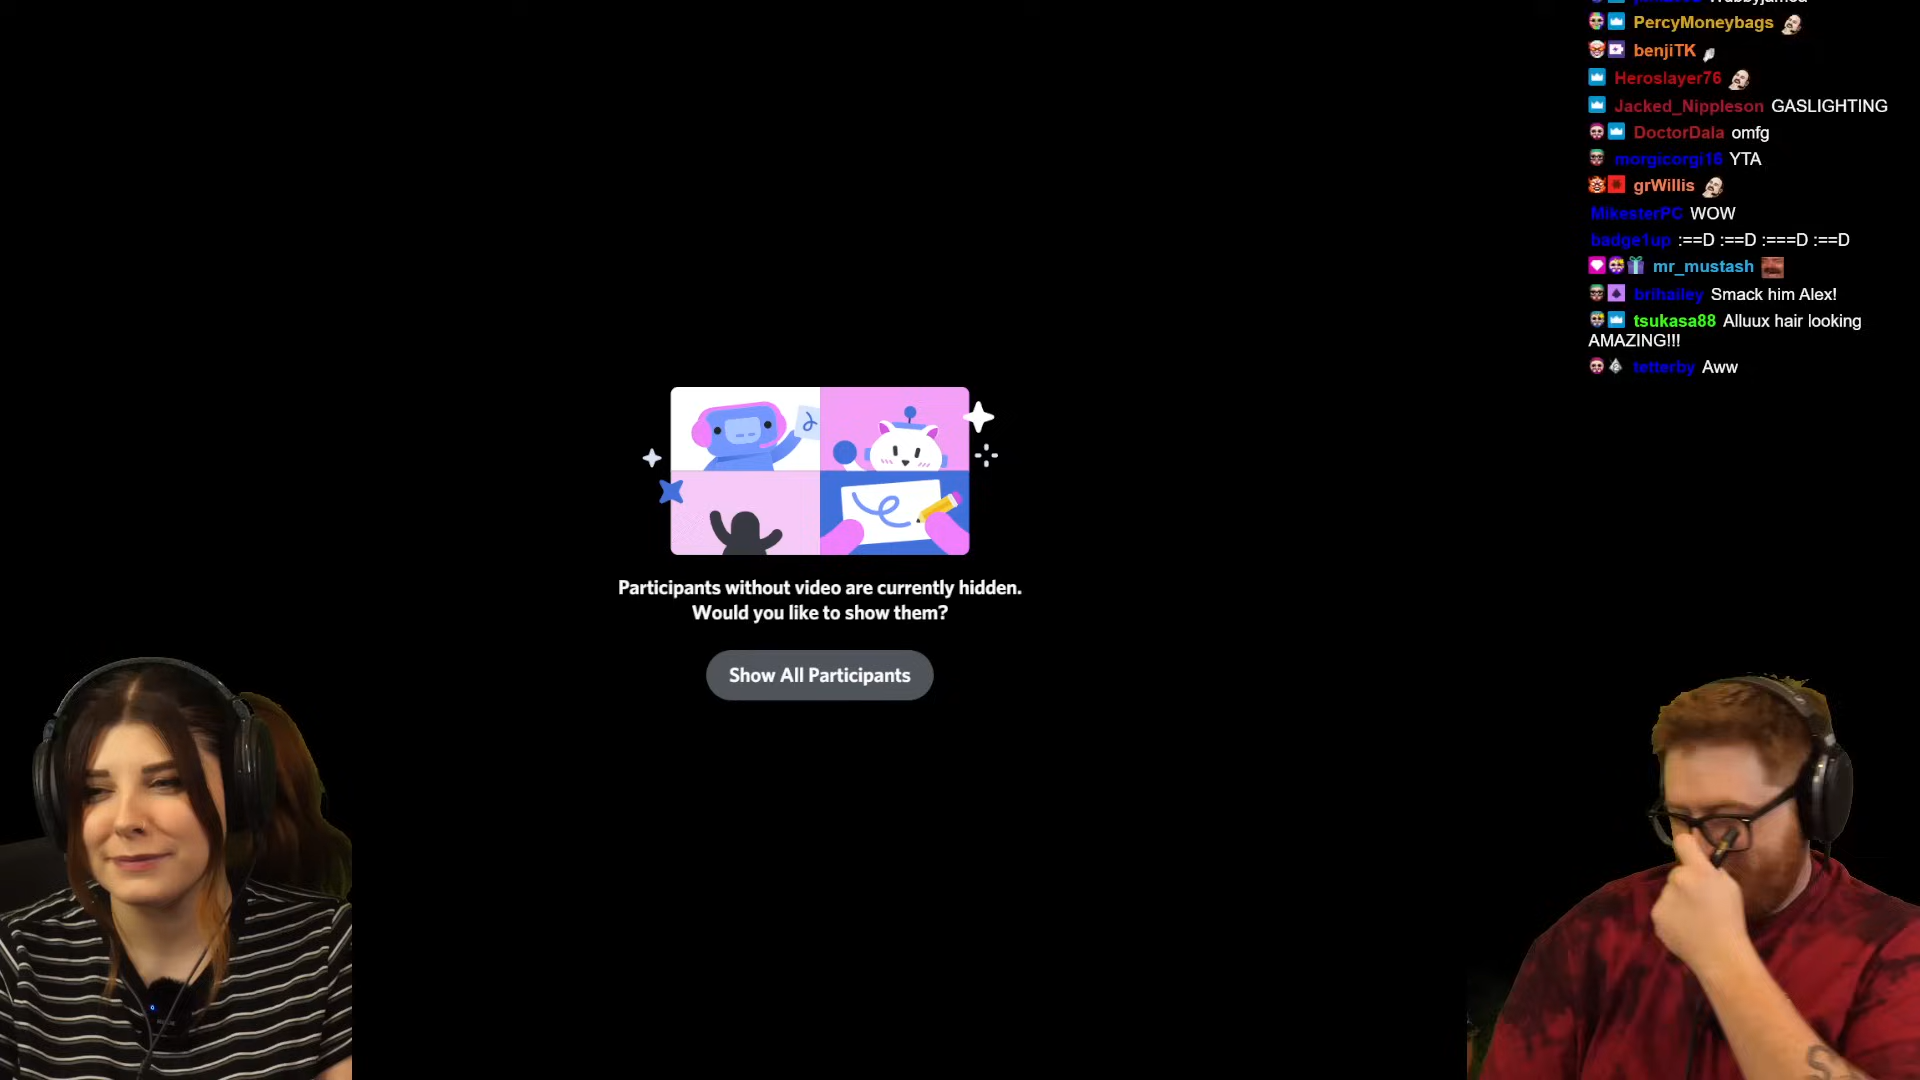 PercyMoneybags
benjiTK
Heroslayer76
Jacked_Nippleson GASLIGHTING
DoctorDala omfg
morgicorgi16 YTA
grWillis
MikesterPC WOW
badge1up :==D :==D :===D :==D
mr_mustash
brihailey Smack him Alex!
tsukasa88 Alluux hair looking
AMAZING!!!
tetterby Aww
Participants without video are currently hidden.
Would you like to show them?
Show All Participants